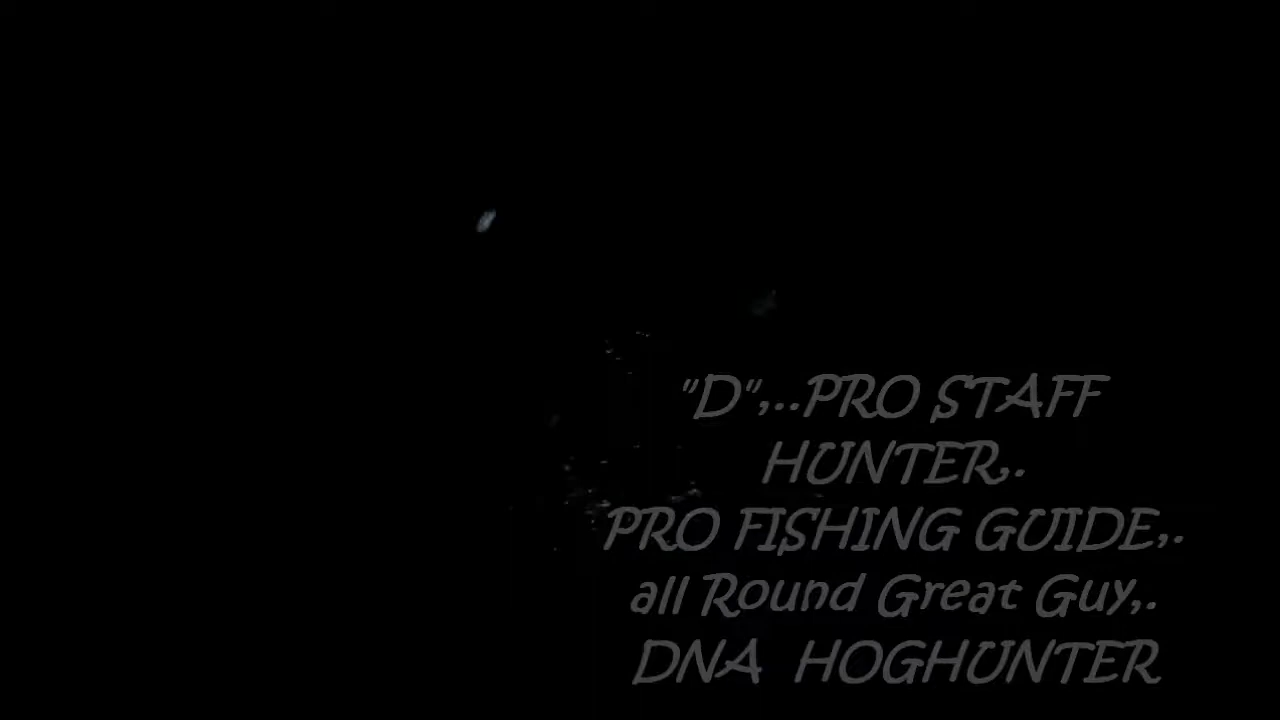 "D",..PRO STAFF
HUNTER,.
PRO FISHING GUIDE,.
all Round Great Guy,.
DNA HOGHUNTER